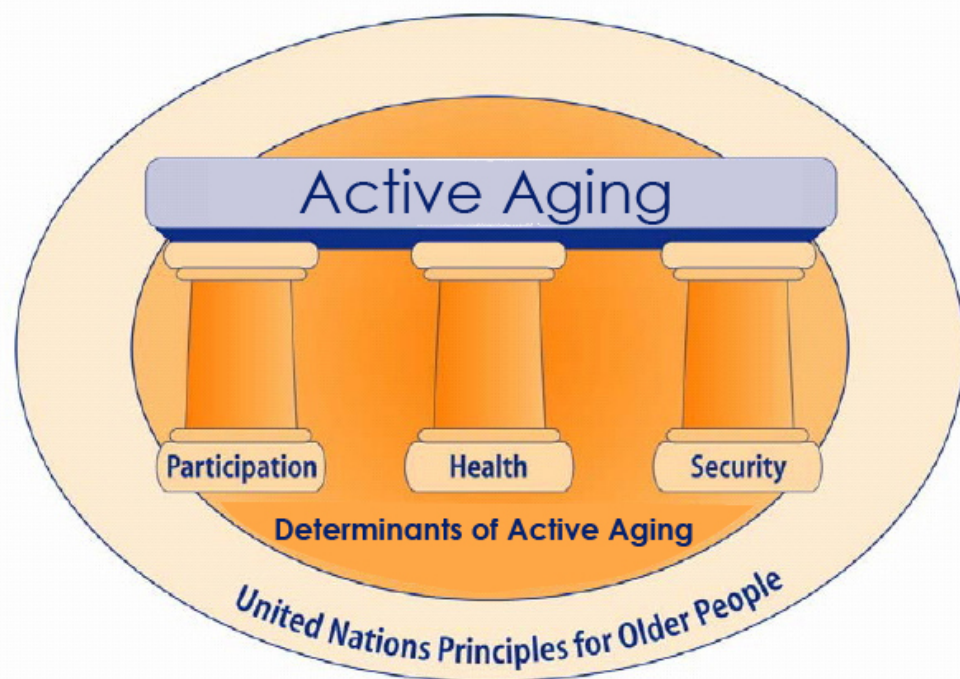 Active Aging
Participation
Health
Security
Determinants of Active Aging
United Nations Principles for Older People